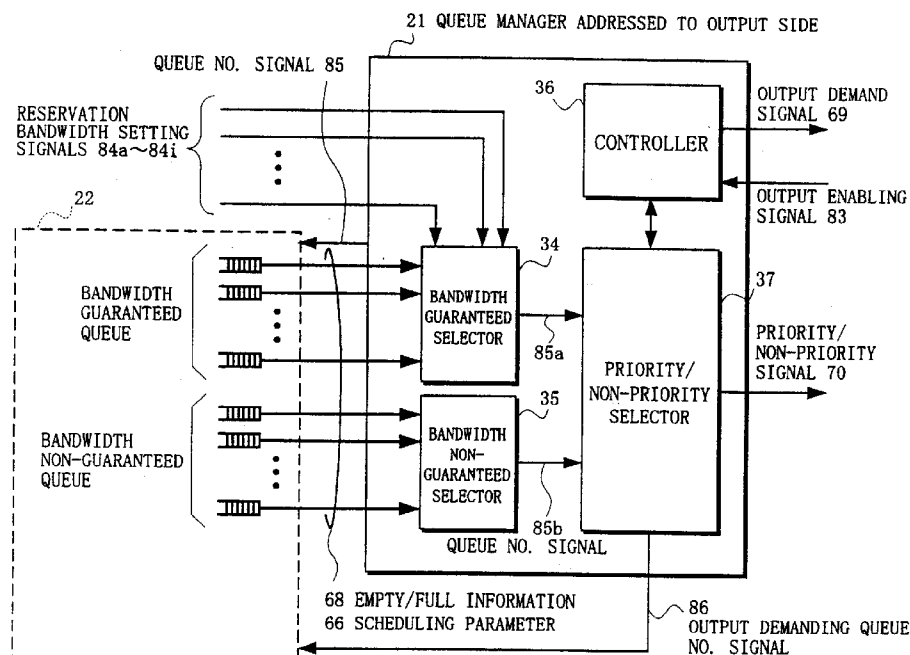 21 QUEUE MANAGER ADDRESSED TO OUTPUT SIDE
QUEUE NO. SIGNAL 85
RESERVATION
BANDWIDTH SETTING
SIGNALS 84a~84i
36
CONTROLLER
OUTPUT DEMAND
SIGNAL 69
OUTPUT ENABLING
SIGNAL 83
22
BANDWIDTH
GUARANTEED
QUEUE
34
BANDWIDTH
GUARANTEED
SELECTOR
85a
37
PRIORITY/
NON-PRIORITY
SELECTOR
PRIORITY/
NON-PRIORITY
SIGNAL 70
BANDWIDTH
NON-GUARANTEED
QUEUE
35
BANDWIDTH
NON-
GUARANTEED
SELECTOR
85b
QUEUE NO. SIGNAL
68 EMPTY/FULL INFORMATION
66 SCHEDULING PARAMETER
86
OUTPUT DEMANDING QUEUE
NO. SIGNAL